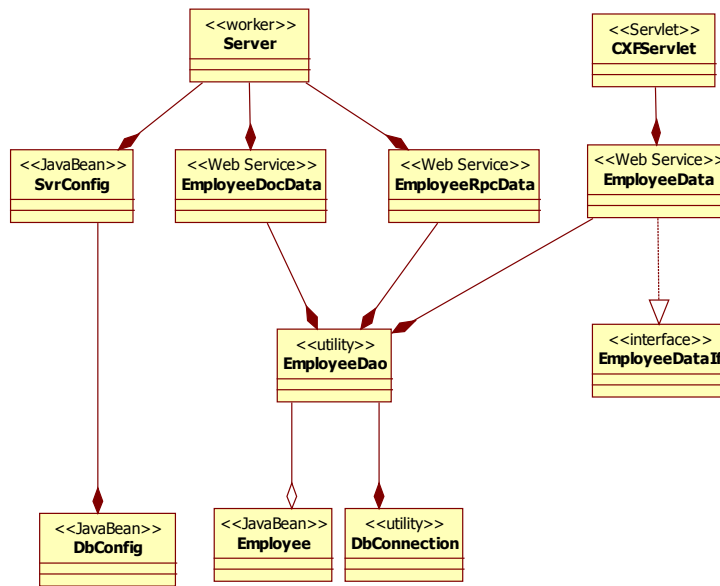 <<worker>>
Server
<<Servlet>>
CXFServlet
<<JavaBean>>
SvrConfig
<<Web Service>>
EmployeeDocData
<<Web Service>>
EmployeeRpcData
<<Web Service>>
EmployeeData
<<utility>>
EmployeeDao
<<interface>>
EmployeeDataIf
<<JavaBean>>
DbConfig
<<JavaBean>>
Employee
<<utility>>
DbConnection